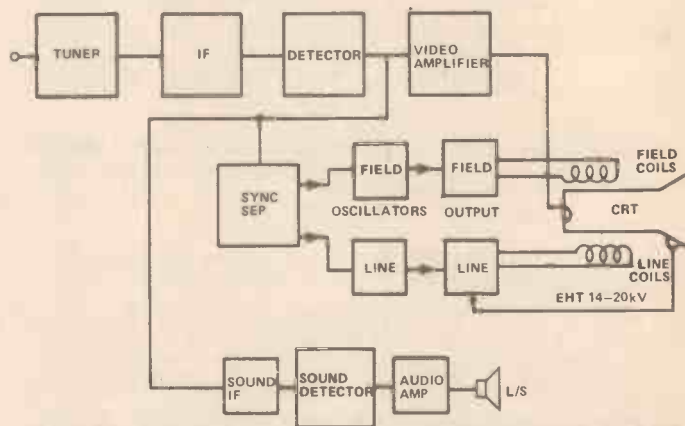 TUNER
IF
DETECTOR
VIDEO
AMPLIFIER
FIELD
COILS
SYNC
SEP
FIELD
FIELD
OSCILLATORS
OUTPUT
CRT
LINE
LINE
LINE
COILS
EHT 14–20kV
SOUND
IF
SOUND
DETECTOR
AUDIO
AMP
L/S